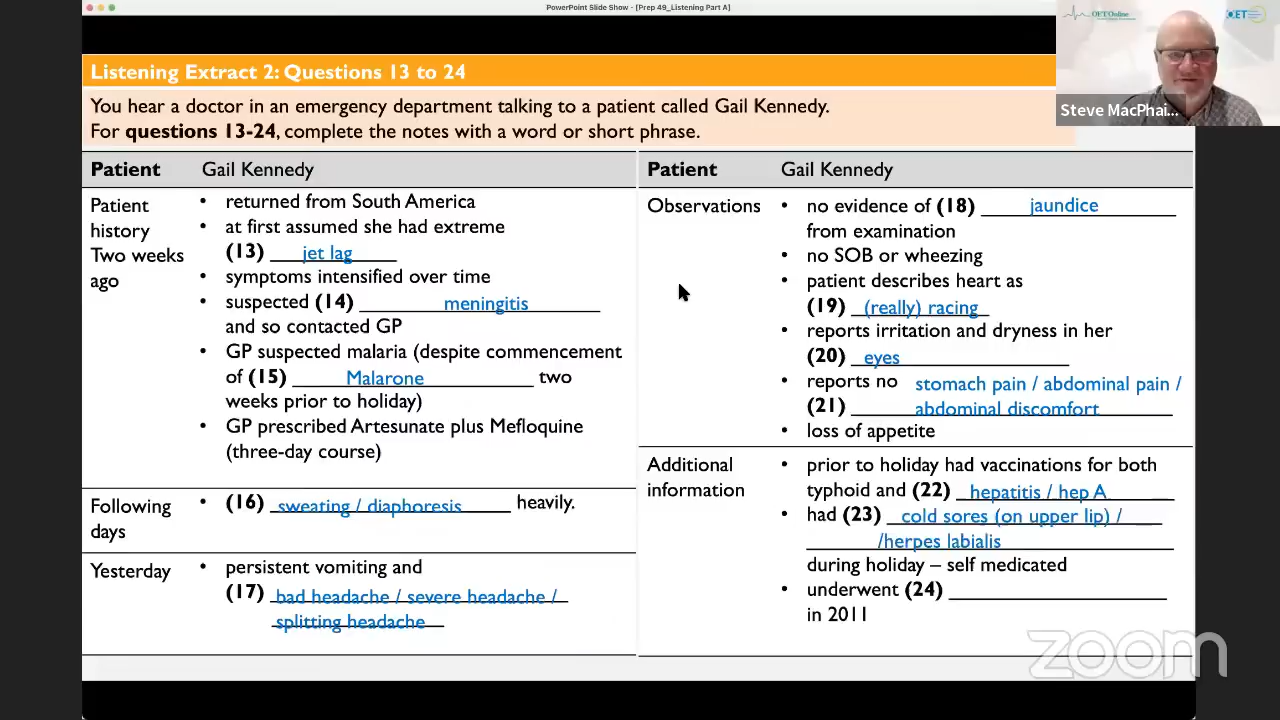 PowerPoint Slide Show - [Prep 49_Listening Part A]
OET Online
OET
Steve MacPhai...
Listening Extract 2: Questions 13 to 24
You hear a doctor in an emergency department talking to a patient called Gail Kennedy.
For questions 13-24, complete the notes with a word or short phrase.
Patient Gail Kennedy
Patient history
Two weeks ago
• returned from South America
• at first assumed she had extreme
(13) jet lag
• symptoms intensified over time
• suspected (14) meningitis
and so contacted GP
• GP suspected malaria (despite commencement
of (15) Malarone two
weeks prior to holiday)
• GP prescribed Artesunate plus Mefloquine
(three-day course)
Following days
• (16) sweating / diaphoresis heavily.
Yesterday
• persistent vomiting and
(17) bad headache / severe headache /
splitting headache
Patient Gail Kennedy
Observations
• no evidence of (18) jaundice
from examination
• no SOB or wheezing
• patient describes heart as
(19) (really) racing
• reports irritation and dryness in her
(20) eyes
• reports no stomach pain / abdominal pain /
(21) abdominal discomfort
• loss of appetite
Additional information
• prior to holiday had vaccinations for both
typhoid and (22) hepatitis / hep A
• had (23) cold sores (on upper lip) /
/herpes labialis
during holiday – self medicated
• underwent (24)
in 2011
zoom